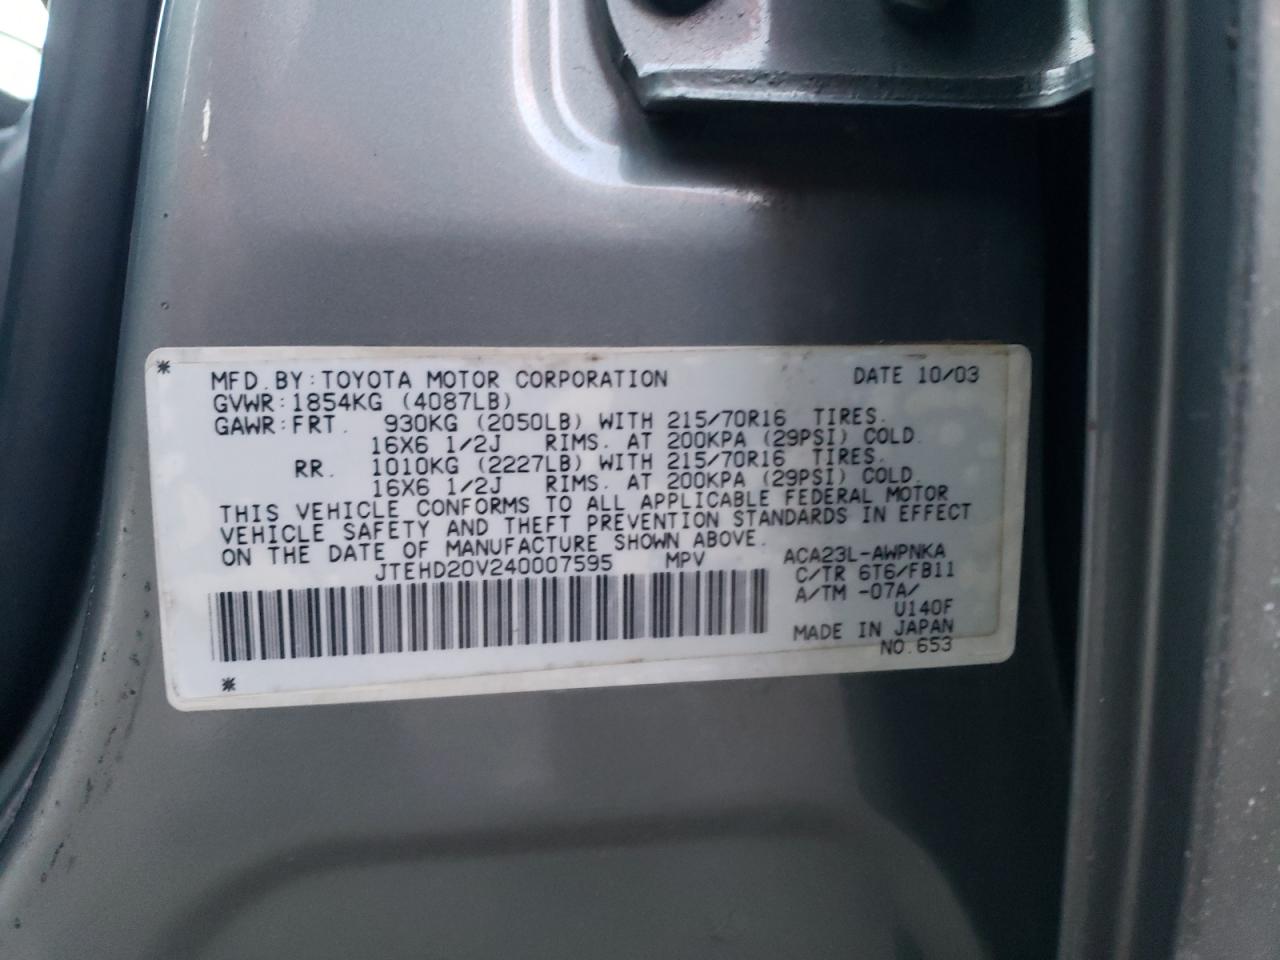 MFD. BY: TOYOTA MOTOR CORPORATION DATE 10/03
GVWR: 1854KG (4087LB)
GAWR: FRT. 930KG (2050LB) WITH 215/70R16 TIRES.
16X6 1/2J RIMS. AT 200KPA (29PSI) COLD.
RR. 1010KG (2227LB) WITH 215/70R16 TIRES.
16X6 1/2J RIMS. AT 200KPA (29PSI) COLD.
THIS VEHICLE CONFORMS TO ALL APPLICABLE FEDERAL MOTOR
VEHICLE SAFETY AND THEFT PREVENTION STANDARDS IN EFFECT
ON THE DATE OF MANUFACTURE SHOWN ABOVE.
JTEHD20V240007595 MPV
ACA23L-AWPNKA
C/TR 6T6/FB11
A/TM -07A/
U140F
MADE IN JAPAN
NO.653